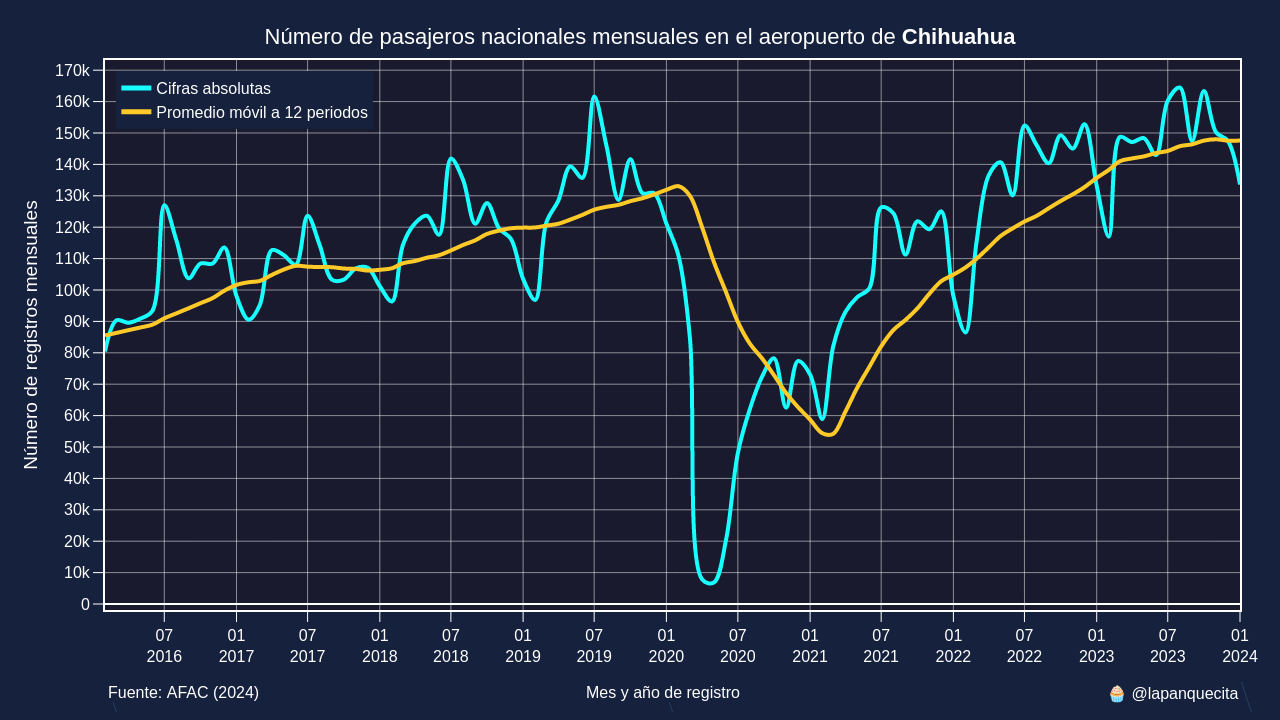 Número de pasajeros nacionales mensuales en el aeropuerto de Chihuahua
Cifras absolutas
Promedio móvil a 12 periodos
Número de registros mensuales
170k
160k
150k
140k
130k
120k
110k
100k
90k
80k
70k
60k
50k
40k
30k
20k
10k
0
07 01 07 01 07 01 07 01 07 01 07 01 07 01 07 01
2016 2017 2017 2018 2018 2019 2019 2020 2020 2021 2021 2022 2022 2023 2023 2024
Fuente: AFAC (2024) Mes y año de registro @lapanquecita